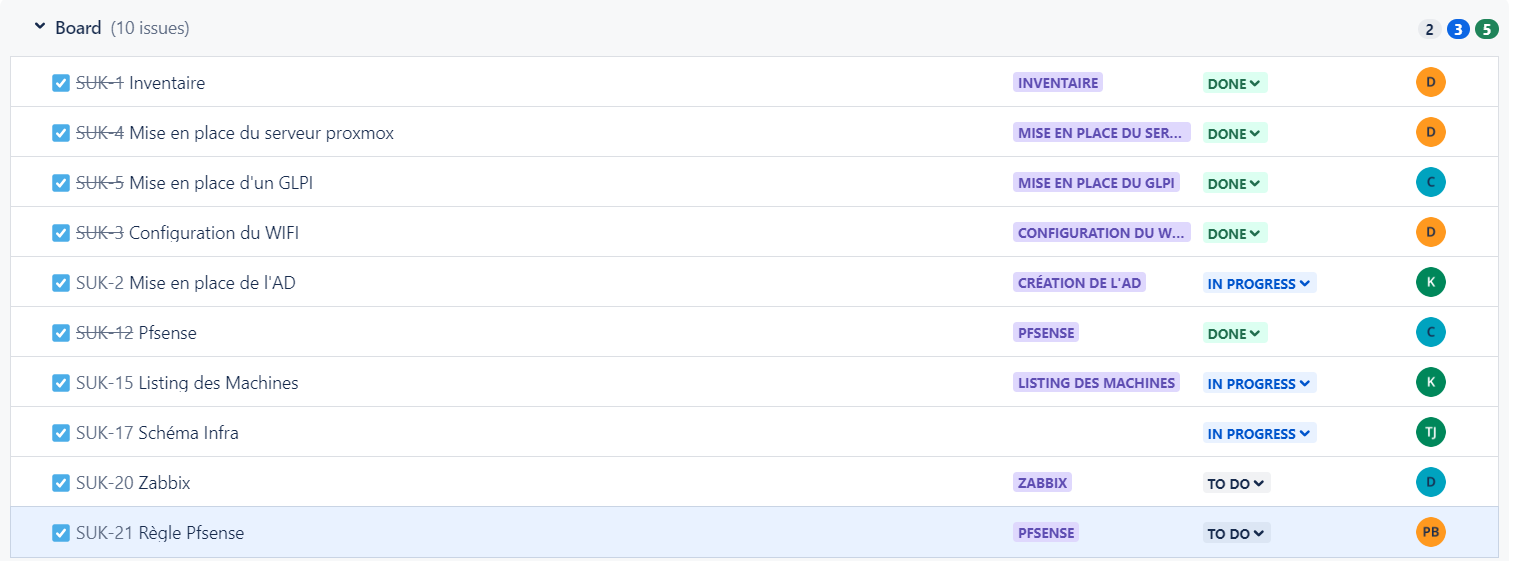 Board (10 issues) 2 3 5
SUK-1 Inventaire INVENTAIRE DONE D
SUK-4 Mise en place du serveur proxmox MISE EN PLACE DU SER... DONE D
SUK-5 Mise en place d'un GLPI MISE EN PLACE DU GLPI DONE C
SUK-3 Configuration du WIFI CONFIGURATION DU W... DONE D
SUK-2 Mise en place de l'AD CRÉATION DE L'AD IN PROGRESS K
SUK-12 Pfsense PFSENSE DONE C
SUK-15 Listing des Machines LISTING DES MACHINES IN PROGRESS K
SUK-17 Schéma Infra IN PROGRESS TJ
SUK-20 Zabbix ZABBIX TO DO D
SUK-21 Règle Pfsense PFSENSE TO DO PB